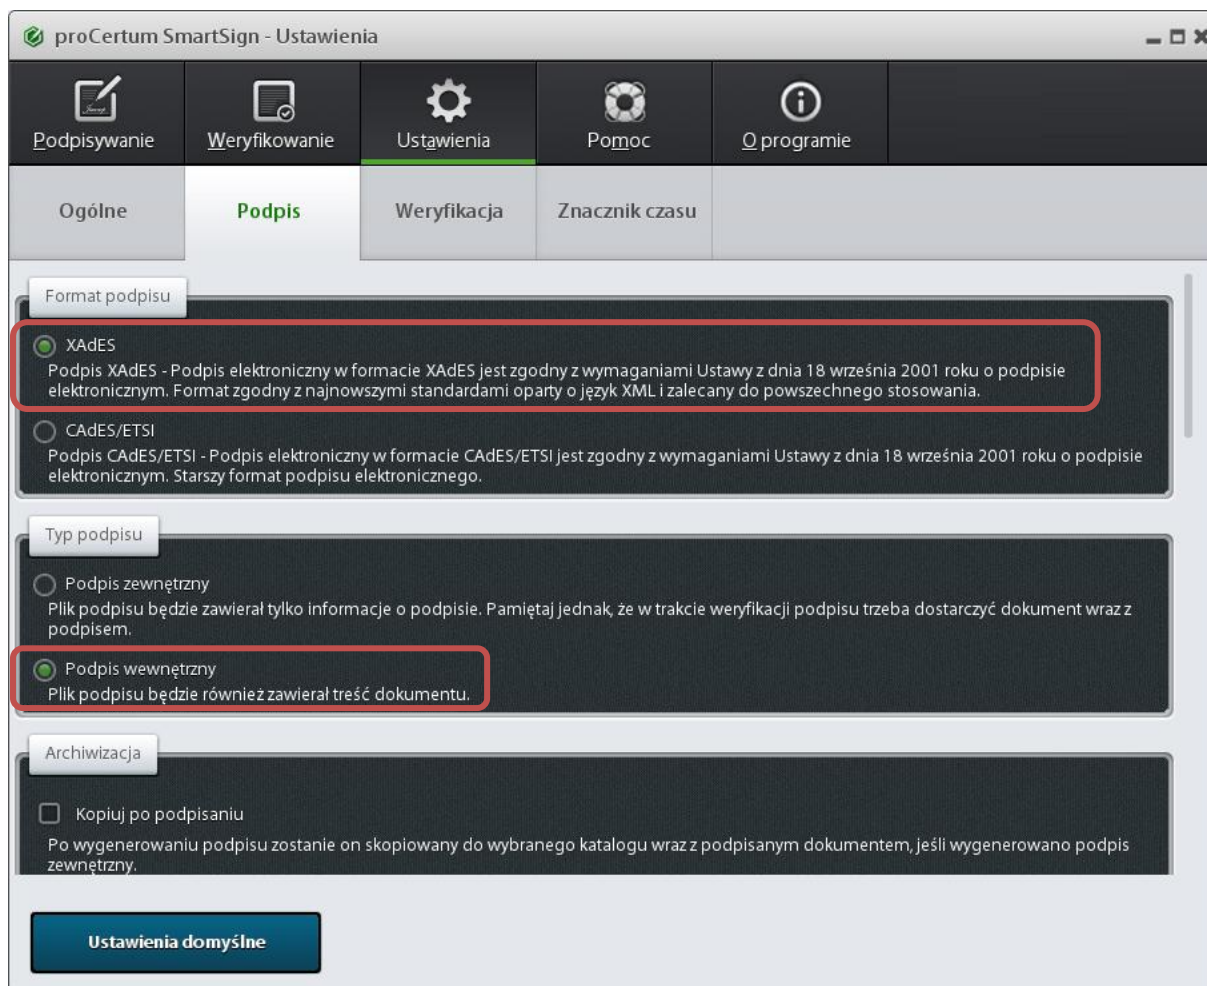 proCertum SmartSign - Ustawienia
Podpisywanie
Weryfikowanie
Ustawienia
Pomoc
O programie
Ogólne
Podpis
Weryfikacja
Znacznik czasu
Format podpisu
XAdES
Podpis XAdES - Podpis elektroniczny w formacie XAdES jest zgodny z wymaganiami Ustawy z dnia 18 września 2001 roku o podpisie
elektronicznym. Format zgodny z najnowszymi standardami oparty o język XML i zalecany do powszechnego stosowania.
CAdES/ETSI
Podpis CAdES/ETSI - Podpis elektroniczny w formacie CAdES/ETSI jest zgodny z wymaganiami Ustawy z dnia 18 września 2001 roku o podpisie
elektronicznym. Starszy format podpisu elektronicznego.
Typ podpisu
Podpis zewnętrzny
Plik podpisu będzie zawierał tylko informacje o podpisie. Pamiętaj jednak, że w trakcie weryfikacji podpisu trzeba dostarczyć dokument wraz z
podpisem.
Podpis wewnętrzny
Plik podpisu będzie również zawierał treść dokumentu.
Archiwizacja
Kopiuj po podpisaniu
Po wygenerowaniu podpisu zostanie on skopiowany do wybranego katalogu wraz z podpisanym dokumentem, jeśli wygenerowano podpis
zewnętrzny.
Ustawienia domyślne